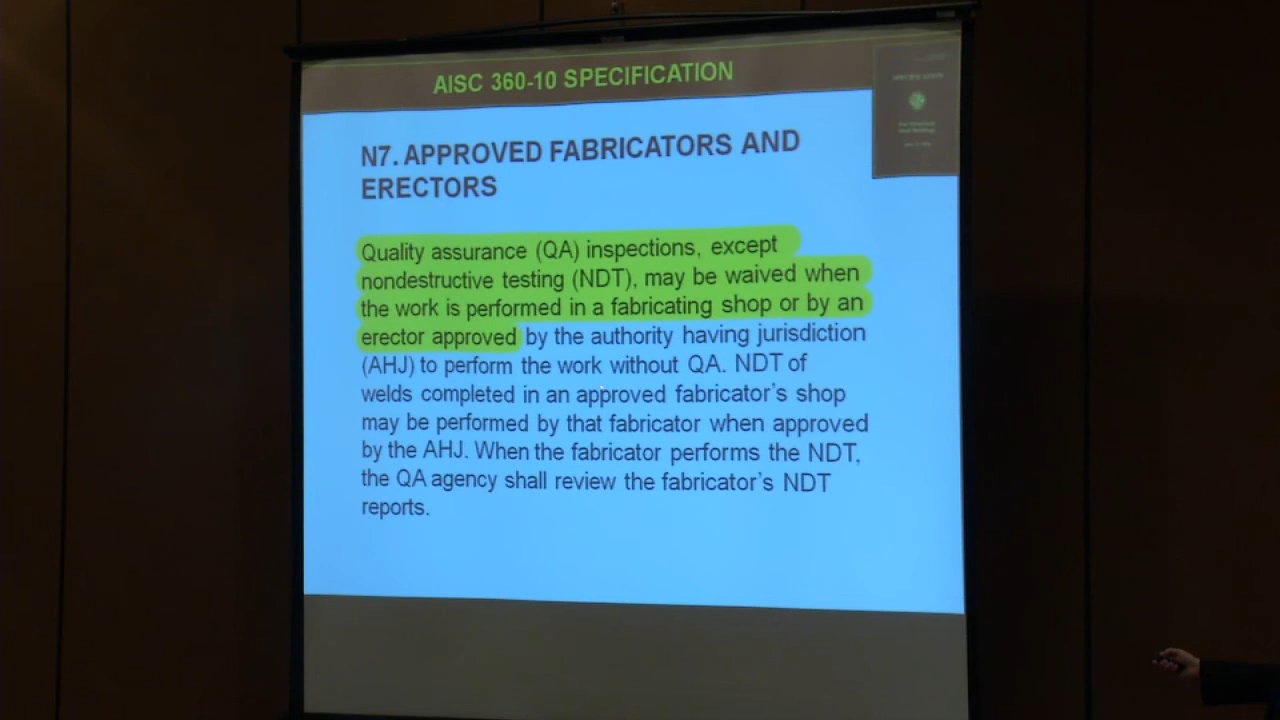 AISC 360-10 SPECIFICATION
SPECIFICATION
N7. APPROVED FABRICATORS AND
ERECTORS
Quality assurance (QA) inspections, except
nondestructive testing (NDT), may be waived when
the work is performed in a fabricating shop or by an
erector approved by the authority having jurisdiction
(AHJ) to perform the work without QA. NDT of
welds completed in an approved fabricator's shop
may be performed by that fabricator when approved
by the AHJ. When the fabricator performs the NDT,
the QA agency shall review the fabricator's NDT
reports.